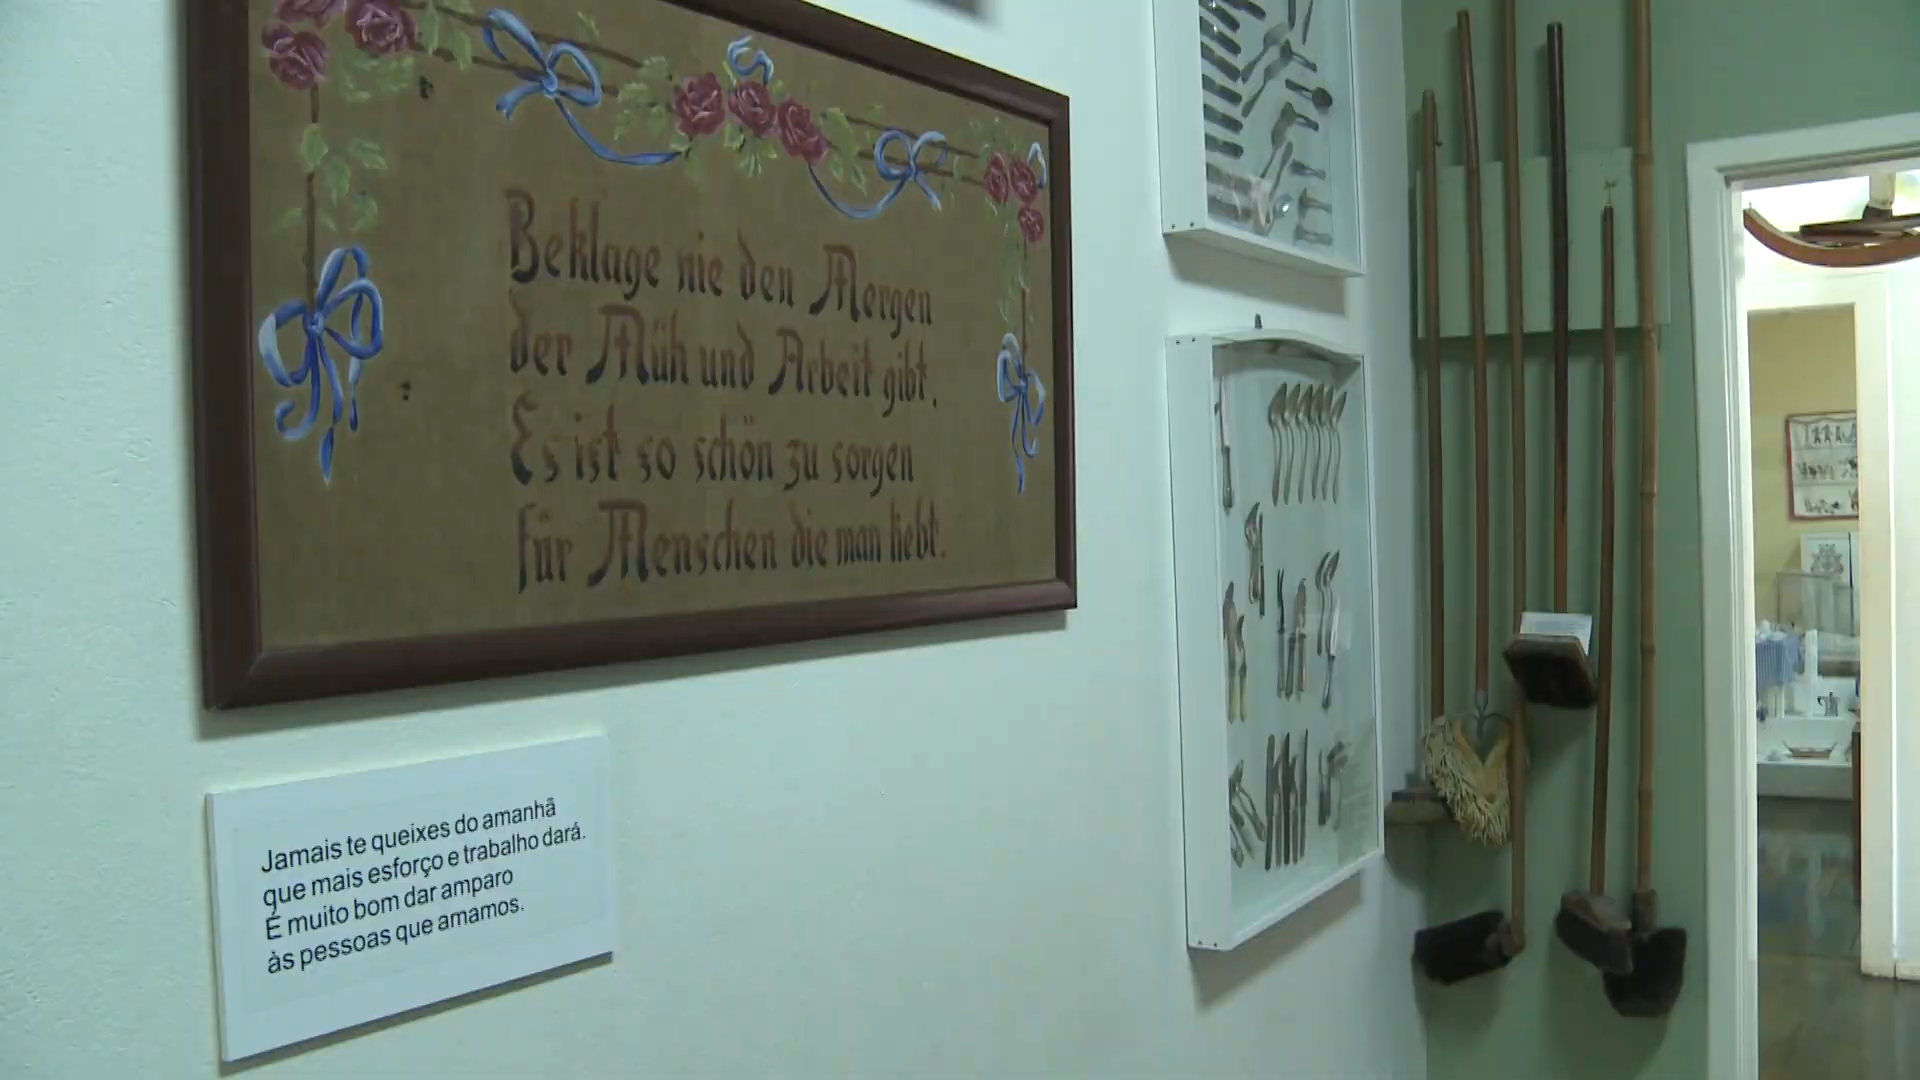 Beklage nie den Morgen
der Müh und Arbeit gibt.
Es ist so schön zu sorgen
für Menschen die man liebt.
Jamais te queixes do amanhã
que mais esforço e trabalho dará.
É muito bom dar amparo
às pessoas que amamos.